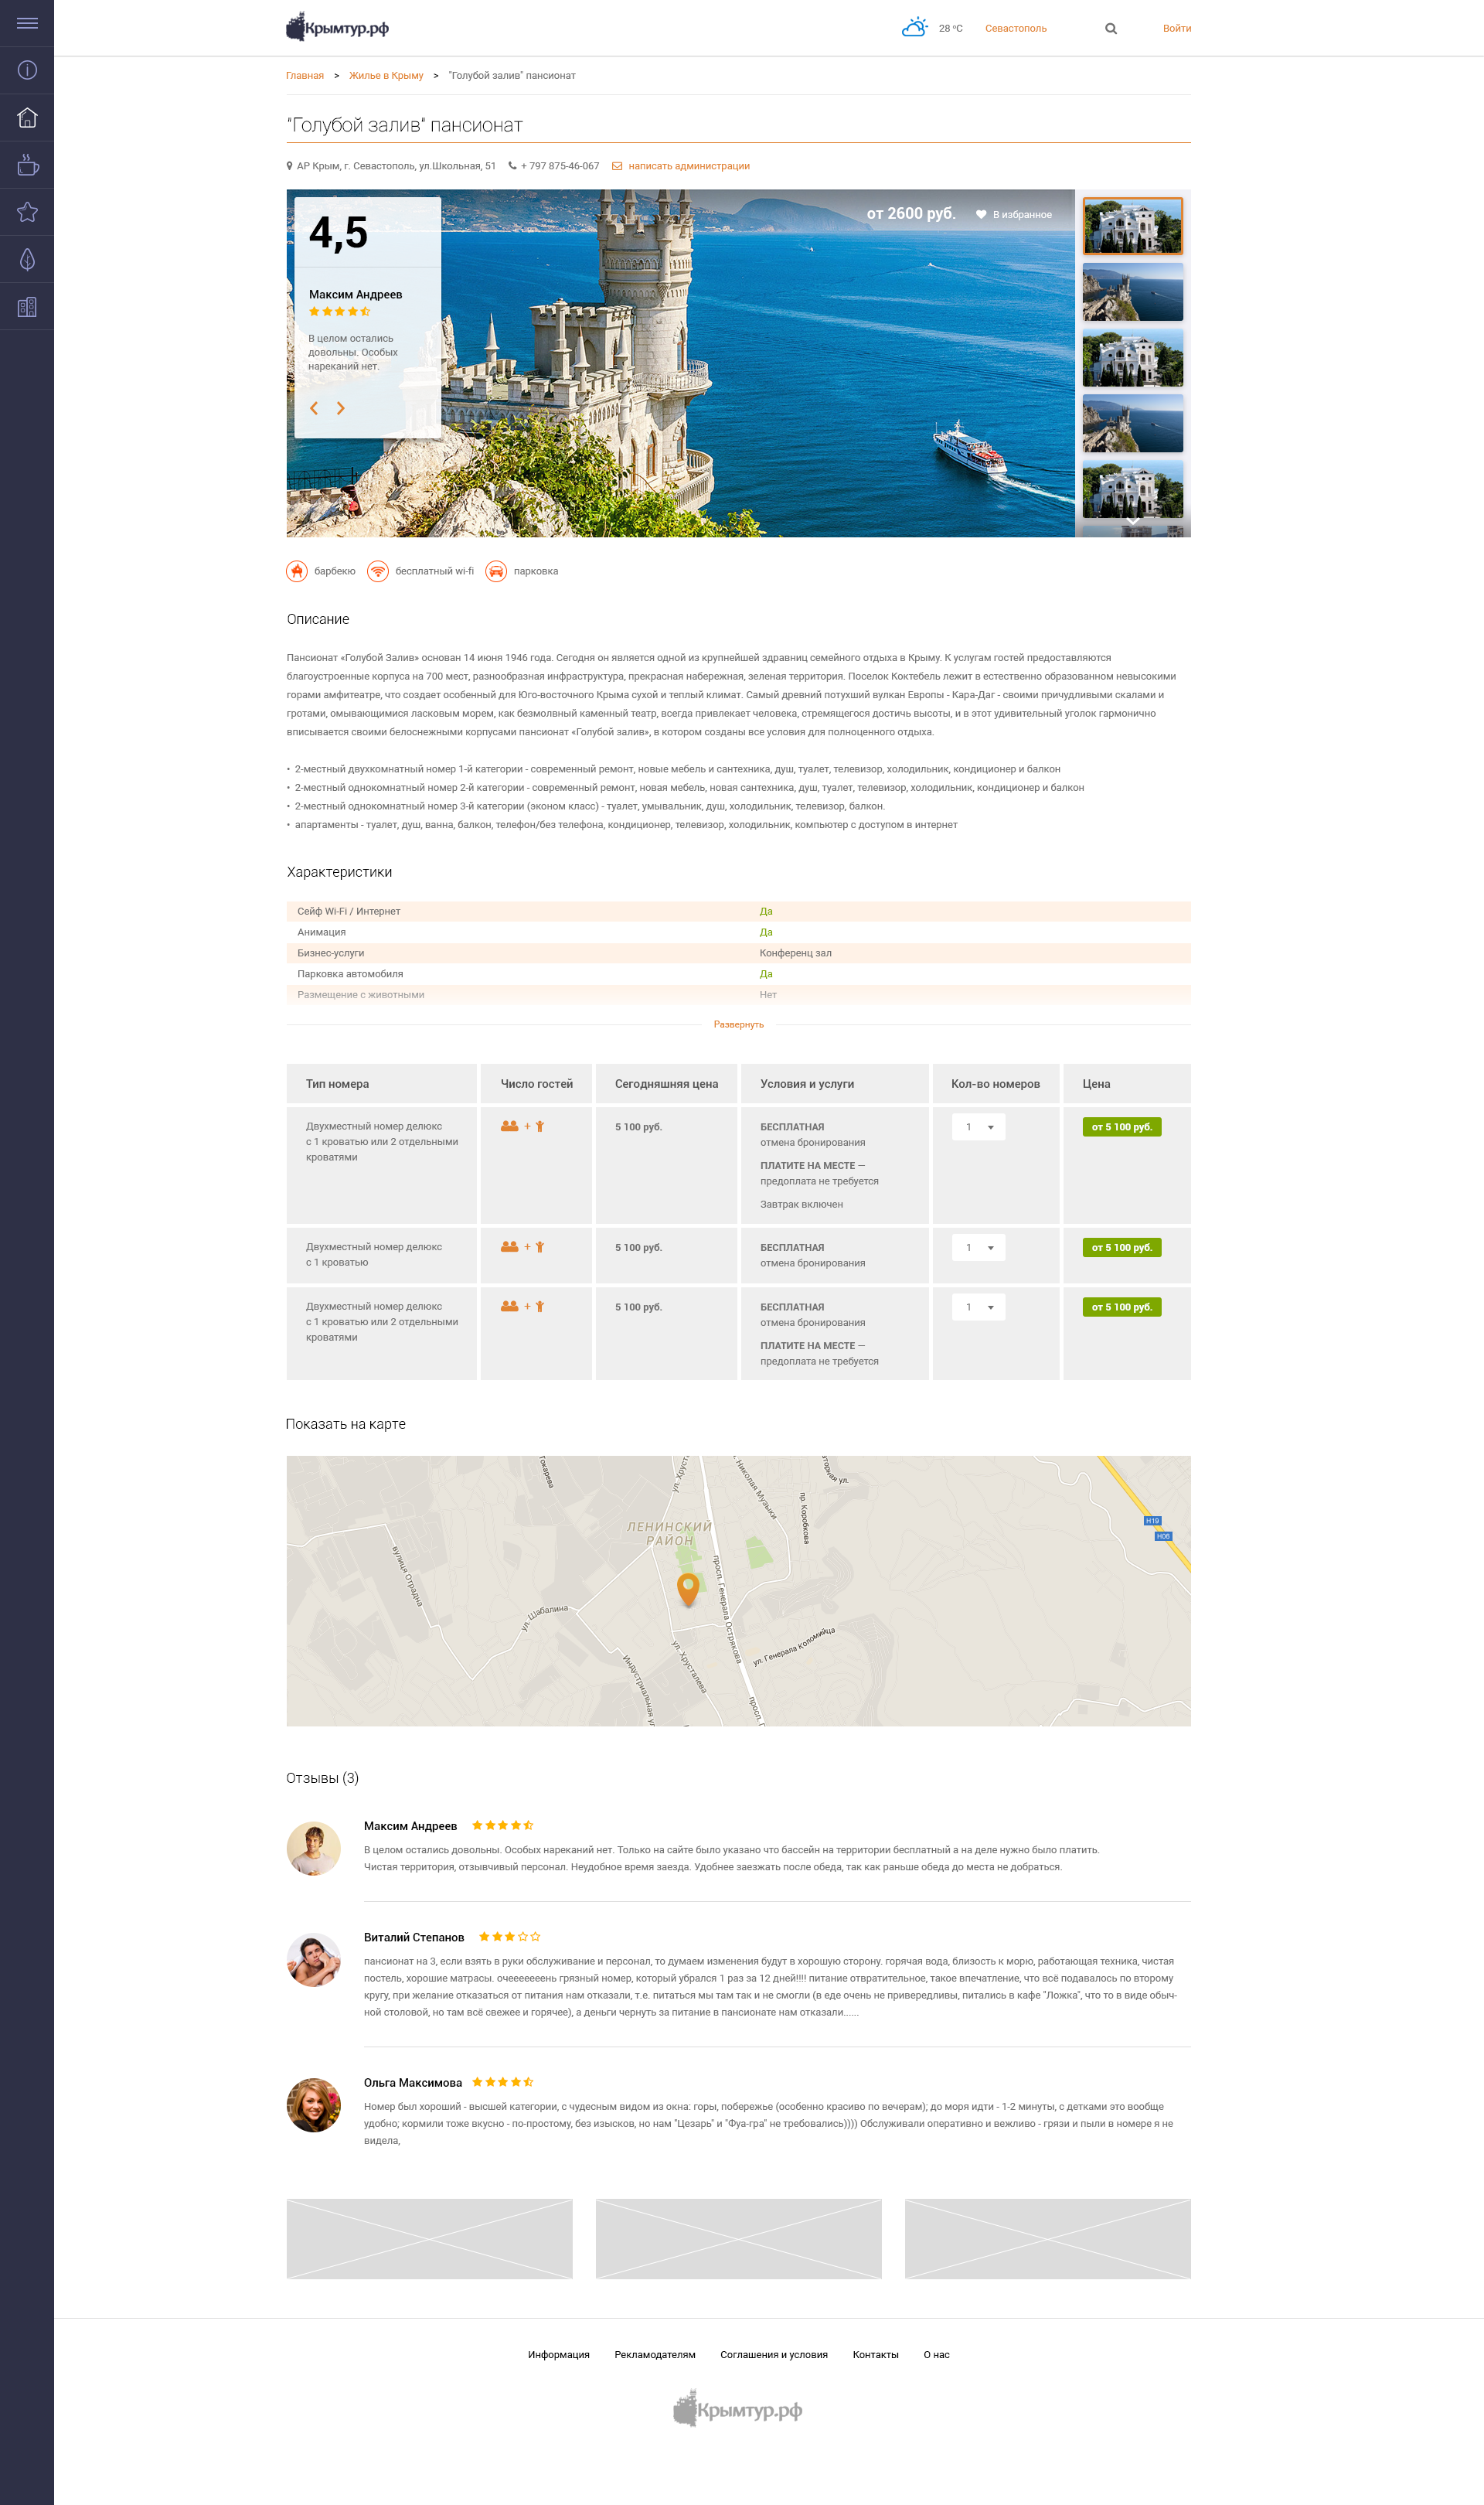 Крымтур.рф
28 °C
Севастополь
Войти
Главная > Жилье в Крыму > "Голубой залив" пансионат
"Голубой залив" пансионат
АР Крым, г. Севастополь, ул.Школьная, 51
+ 797 875-46-067
написать администрации
4,5
от 2600 руб.
В избранное
Максим Андреев
В целом остались
довольны. Особых
нареканий нет.
барбекю
бесплатный wi-fi
парковка
Описание
Пансионат «Голубой Залив» основан 14 июня 1946 года. Сегодня он является одной из крупнейшей здравниц семейного отдыха в Крыму. К услугам гостей предоставляются
благоустроенные корпуса на 700 мест, разнообразная инфраструктура, прекрасная набережная, зеленая территория. Поселок Коктебель лежит в естественно образованном невысокими
горами амфитеатре, что создает особенный для Юго-восточного Крыма сухой и теплый климат. Самый древний потухший вулкан Европы - Кара-Даг - своими причудливыми скалами и
гротами, омывающимися ласковым морем, как безмолвный каменный театр, всегда привлекает человека, стремящегося достичь высоты, и в этот удивительный уголок гармонично
вписывается своими белоснежными корпусами пансионат «Голубой залив», в котором созданы все условия для полноценного отдыха.
• 2-местный двухкомнатный номер 1-й категории - современный ремонт, новые мебель и сантехника, душ, туалет, телевизор, холодильник, кондиционер и балкон
• 2-местный однокомнатный номер 2-й категории - современный ремонт, новая мебель, новая сантехника, душ, туалет, телевизор, холодильник, кондиционер и балкон
• 2-местный однокомнатный номер 3-й категории (эконом класс) - туалет, умывальник, душ, холодильник, телевизор, балкон.
• апартаменты - туалет, душ, ванна, балкон, телефон/без телефона, кондиционер, телевизор, холодильник, компьютер с доступом в интернет
Характеристики
Сейф Wi-Fi / Интернет Да
Анимация Да
Бизнес-услуги Конференц зал
Парковка автомобиля Да
Размещение с животными Нет
Развернуть
Тип номера
Число гостей
Сегодняшняя цена
Условия и услуги
Кол-во номеров
Цена
Двухместный номер делюкс
с 1 кроватью или 2 отдельными
кроватями
+
5 100 руб.
БЕСПЛАТНАЯ
отмена бронирования
ПЛАТИТЕ НА МЕСТЕ —
предоплата не требуется
Завтрак включен
1
от 5 100 руб.
Двухместный номер делюкс
с 1 кроватью
+
5 100 руб.
БЕСПЛАТНАЯ
отмена бронирования
1
от 5 100 руб.
Двухместный номер делюкс
с 1 кроватью или 2 отдельными
кроватями
+
5 100 руб.
БЕСПЛАТНАЯ
отмена бронирования
ПЛАТИТЕ НА МЕСТЕ —
предоплата не требуется
1
от 5 100 руб.
Показать на карте
Токарева
ул. Хруста
Николая Музыки
торная ул.
пр. Коробкова
Н19
Н06
ЛЕНИНСКИЙ
РАЙОН
вулиця Отрадна
просп. Генерала Острякова
ул. Шабалина
ул. Хрусталева
ул. Генерала Коломийца
Индустриальная ул
просп. Г
Отзывы (3)
Максим Андреев
В целом остались довольны. Особых нареканий нет. Только на сайте было указано что бассейн на территории бесплатный а на деле нужно было платить.
Чистая территория, отзывчивый персонал. Неудобное время заезда. Удобнее заезжать после обеда, так как раньше обеда до места не добраться.
Виталий Степанов
пансионат на 3, если взять в руки обслуживание и персонал, то думаем изменения будут в хорошую сторону. горячая вода, близость к морю, работающая техника, чистая
постель, хорошие матрасы. очееееееень грязный номер, который убрался 1 раз за 12 дней!!!! питание отвратительное, такое впечатление, что всё подавалось по второму
кругу, при желание отказаться от питания нам отказали, т.е. питаться мы там так и не смогли (в еде очень не привередливы, питались в кафе "Ложка", что то в виде обыч-
ной столовой, но там всё свежее и горячее), а деньги чернуть за питание в пансионате нам отказали......
Ольга Максимова
Номер был хороший - высшей категории, с чудесным видом из окна: горы, побережье (особенно красиво по вечерам); до моря идти - 1-2 минуты, с детками это вообще
удобно; кормили тоже вкусно - по-простому, без изысков, но нам "Цезарь" и "Фуа-гра" не требовались)))) Обслуживали оперативно и вежливо - грязи и пыли в номере я не
видела,
Информация
Рекламодателям
Соглашения и условия
Контакты
О нас
Крымтур.рф